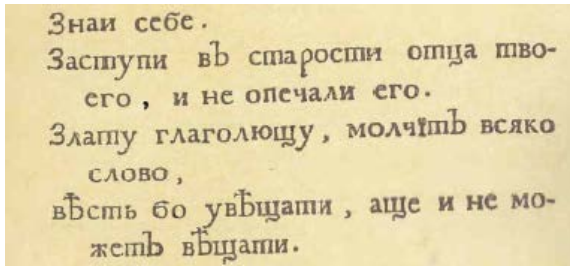 Знаи себе.
Заступи въ старости отца тво-
его, и не опечали его.
Злату глаголющу, молчїтъ всяко
слово,
вѣсть бо увѣщати, аще и не мо-
жетъ вѣщати.